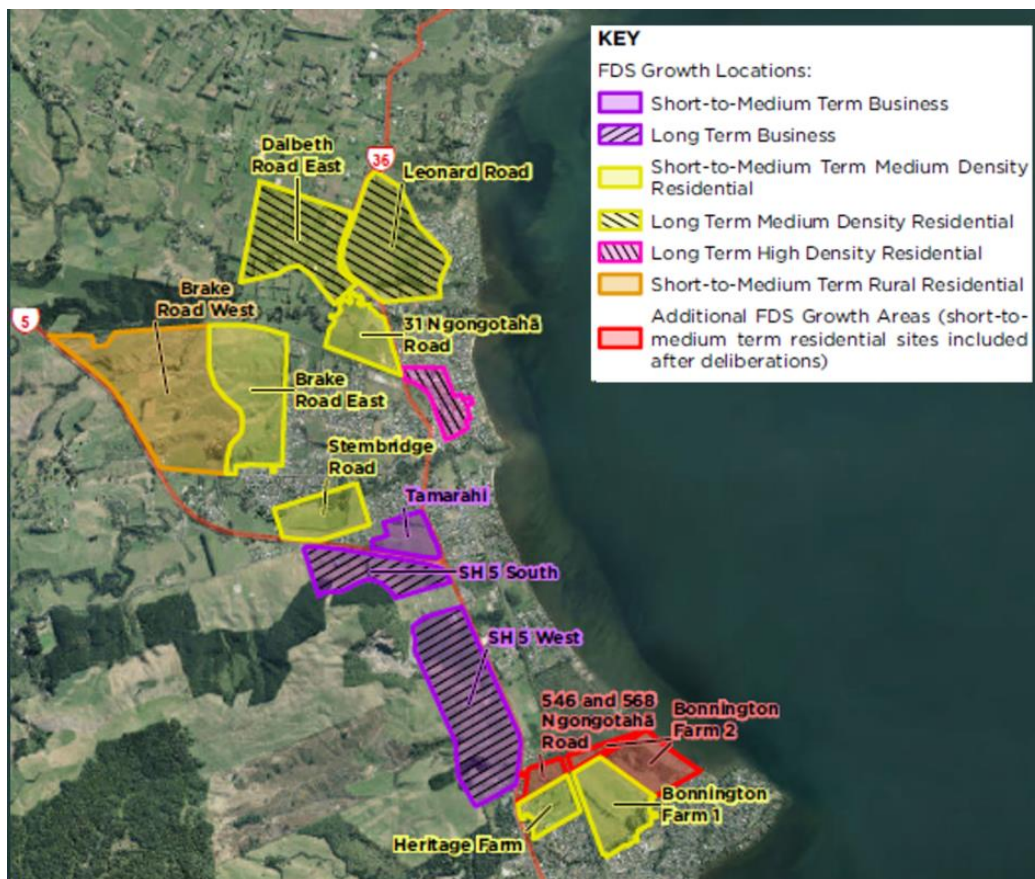 KEY
FDS Growth Locations:
Short-to-Medium Term Business
Long Term Business
Short-to-Medium Term Medium Density
Residential
Long Term Medium Density Residential
Long Term High Density Residential
Short-to-Medium Term Rural Residential
Additional FDS Growth Areas (short-to-
medium term residential sites included
after deliberations)
Dalbeth
Road East
36
Leonard Road
Brake
Road West
5
31 Ngongotahā
Road
Brake
Road East
Stembridge
Road
Tamarahi
SH 5 South
SH 5 West
546 and 568
Ngongotahā
Road
Bonnington
Farm 2
Bonnington
Farm 1
Heritage Farm